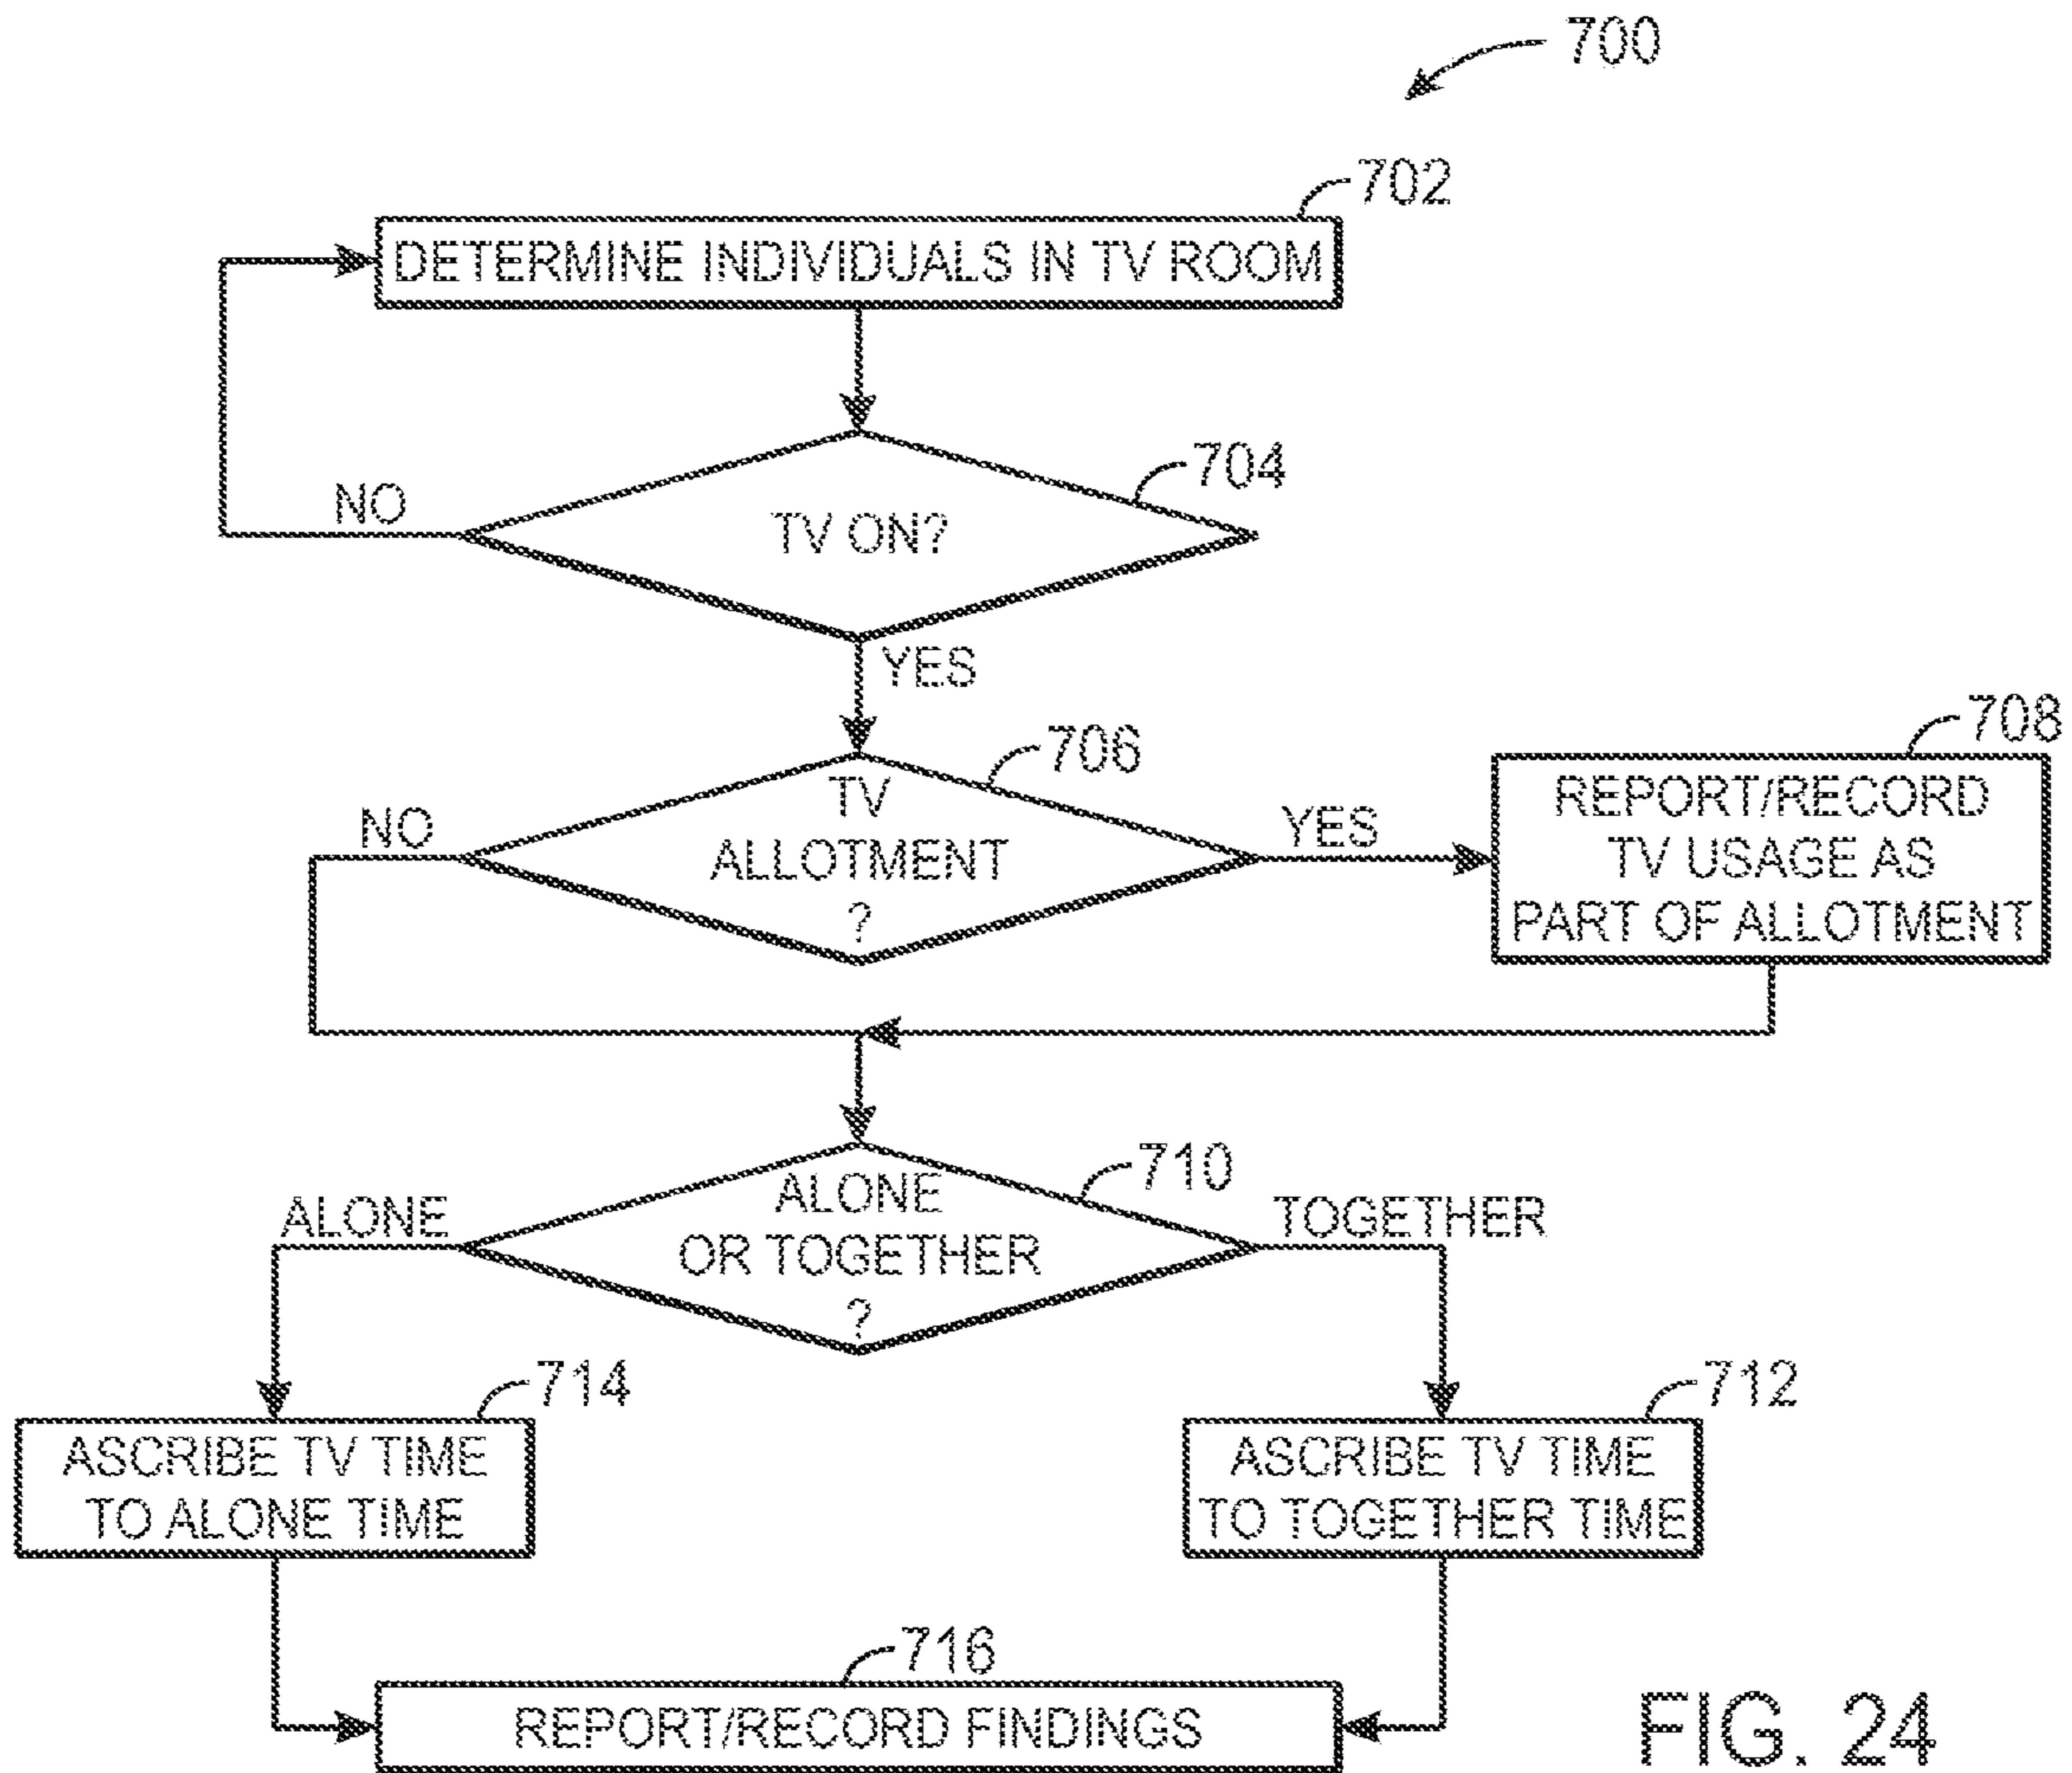 700
702
DETERMINE INDIVIDUALS IN TV ROOM
704
NO
TV ON?
YES
706
708
NO
TV
ALLOTMENT
?
YES
REPORT/RECORD
TV USAGE AS
PART OF ALLOTMENT
710
ALONE
ALONE
OR TOGETHER
?
TOGETHER
714
712
ASCRIBE TV TIME
TO ALONE TIME
ASCRIBE TV TIME
TO TOGETHER TIME
716
REPORT/RECORD FINDINGS
FIG. 24